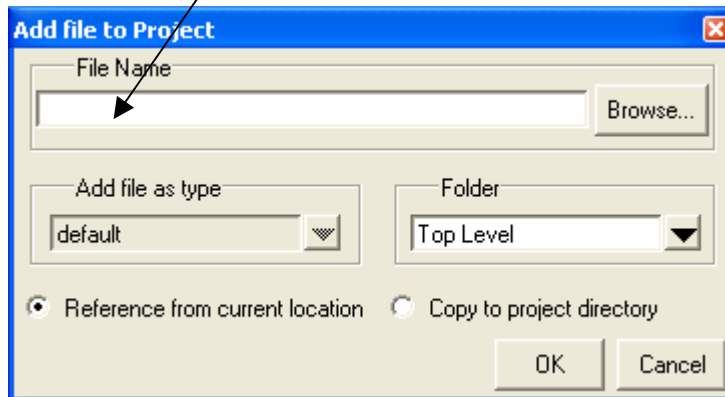 Add file to Project
File Name
Browse...
Add file as type
Folder
default
Top Level
Reference from current location
Copy to project directory
OK
Cancel